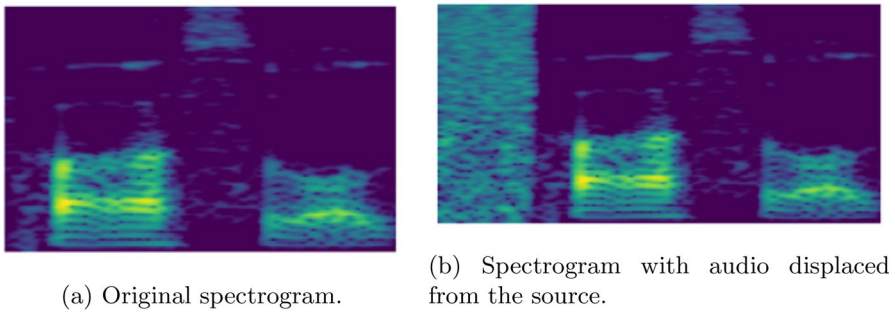 (a) Original spectrogram.
(b) Spectrogram with audio displaced
from the source.